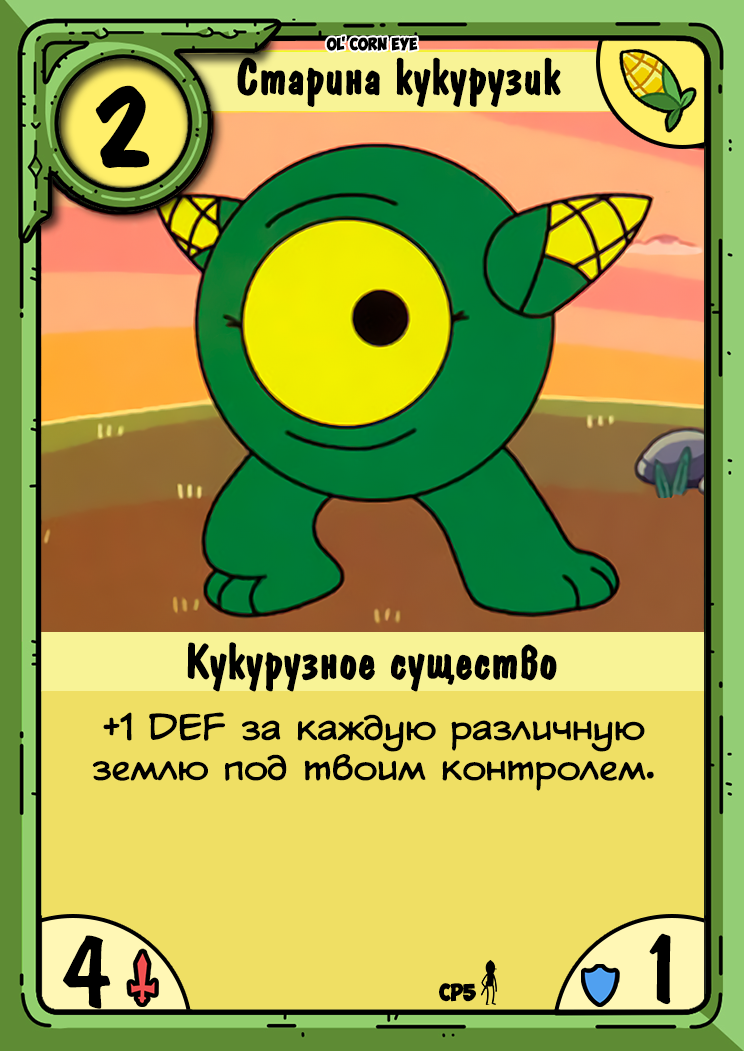 OL' CORN EYE
2
Старина кукурузик
Кукурузное существо
+1 DEF за каждую различную
землю под твоим контролем.
4
CP5
1